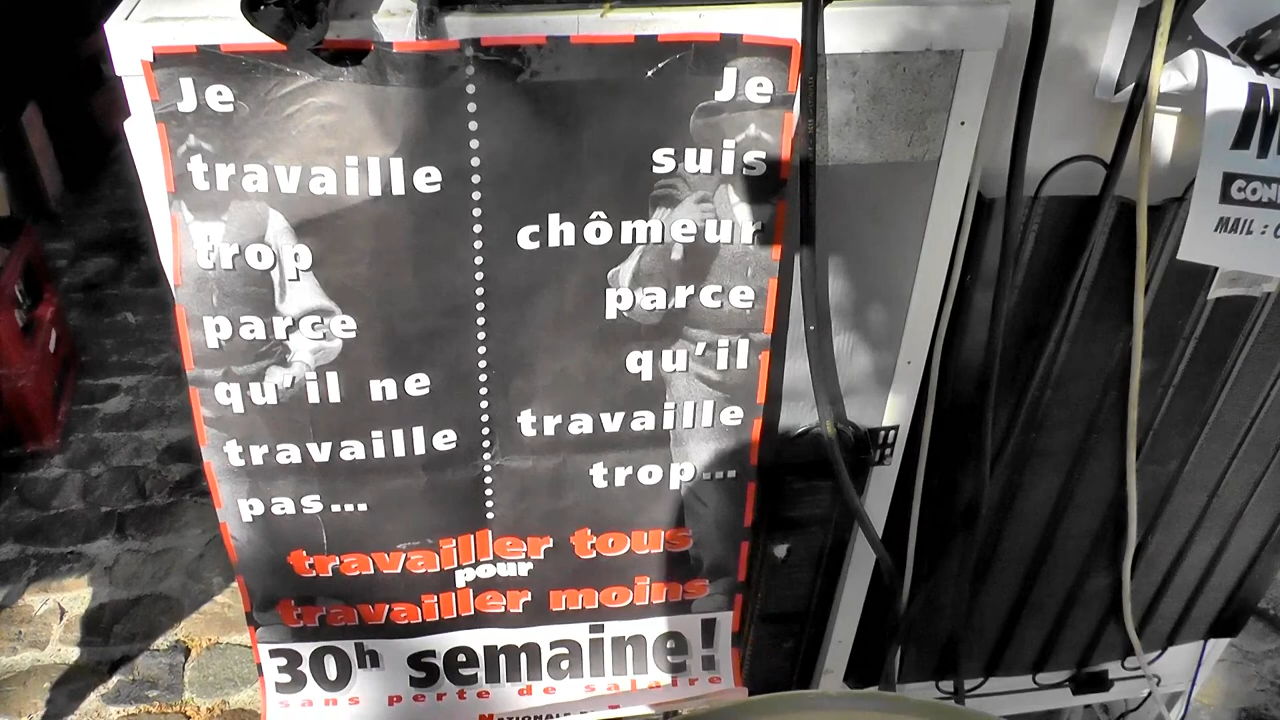 Je
travaille
trop
parce
qu'il ne
travaille
pas...
Je
suis
chômeur
parce
qu'il
travaille
trop...
travailler tous
pour
travailler moins
30h semaine!
sans perte de salaire
MAIL :